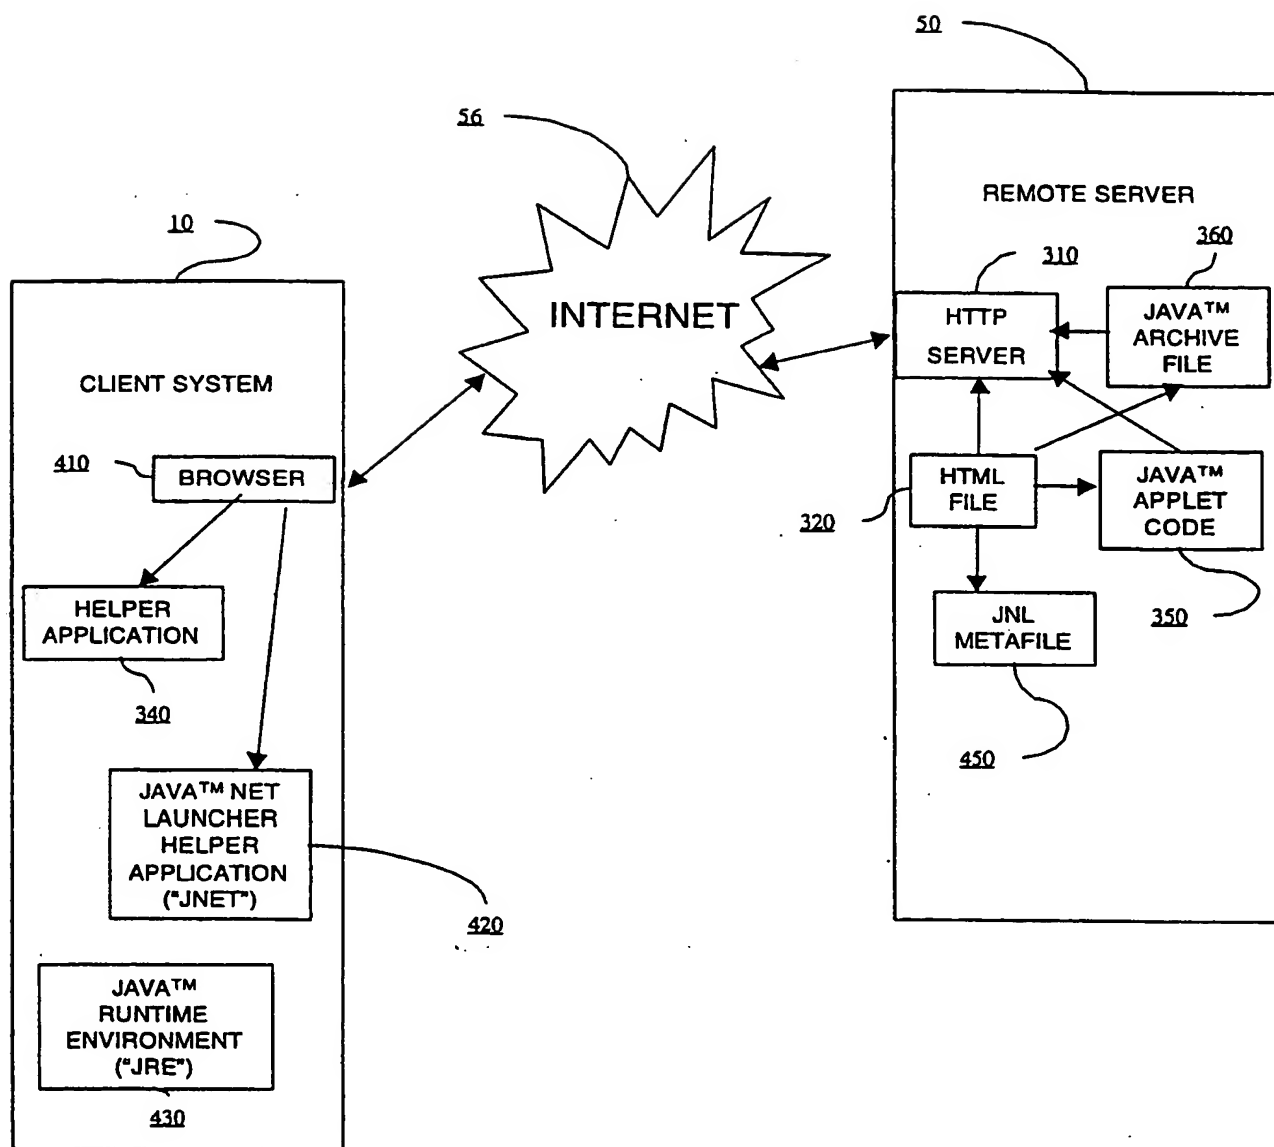 50
56
REMOTE SERVER
10
310
360
INTERNET
HTTP
SERVER
JAVA™
ARCHIVE
FILE
CLIENT SYSTEM
410
BROWSER
320
HTML
FILE
JAVA™
APPLET
CODE
HELPER
APPLICATION
340
JNL
METAFILE
350
450
JAVA™ NET
LAUNCHER
HELPER
APPLICATION
("JNET")
420
JAVA™
RUNTIME
ENVIRONMENT
("JRE")
430